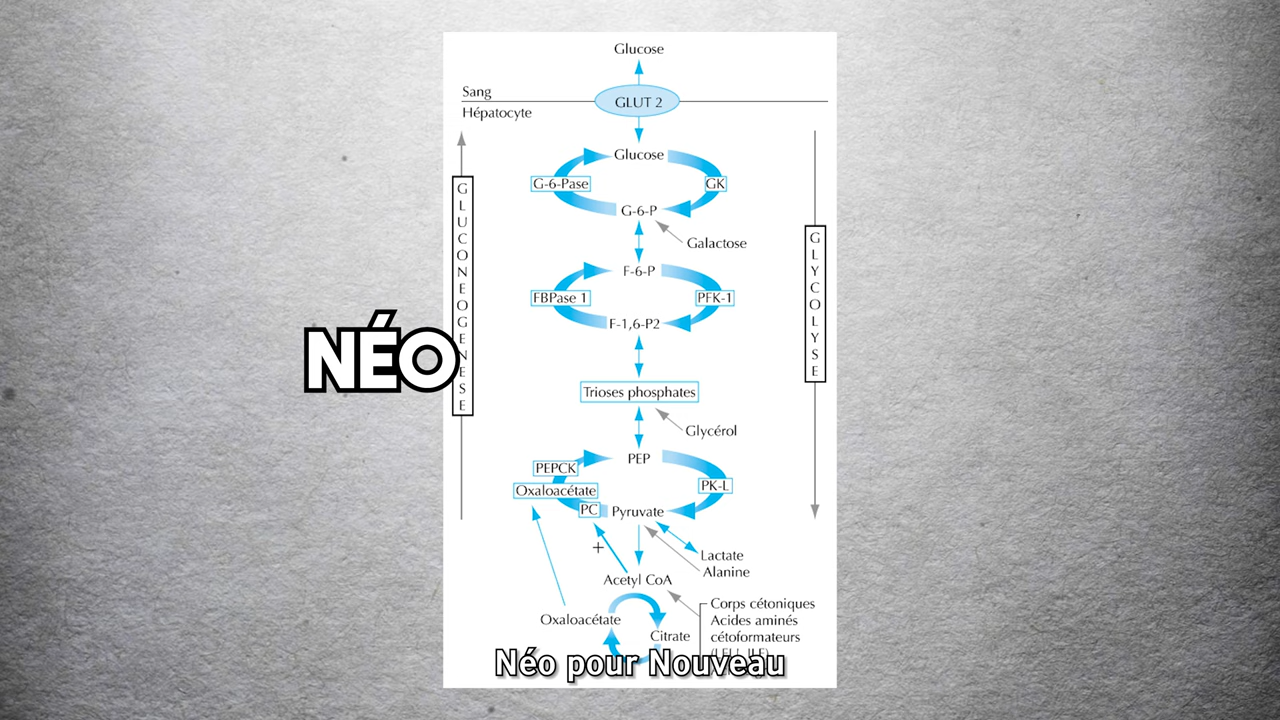 Glucose
Sang
GLUT 2
Hépatocyte
Glucose
G-6-Pase
GK
G-6-P
Galactose
GLUCONEOGENESE
GLYCOLYSE
F-6-P
FBPase 1
PFK-1
F-1,6-P2
NÉO
Trioses phosphates
Glycérol
PEP
PEPCK
Oxaloacétate
PK-L
PC
Pyruvate
+
Lactate
Alanine
Acetyl CoA
Corps cétoniques
Oxaloacétate
Acides aminés
Citrate
cétoformateurs
Néo pour Nouveau